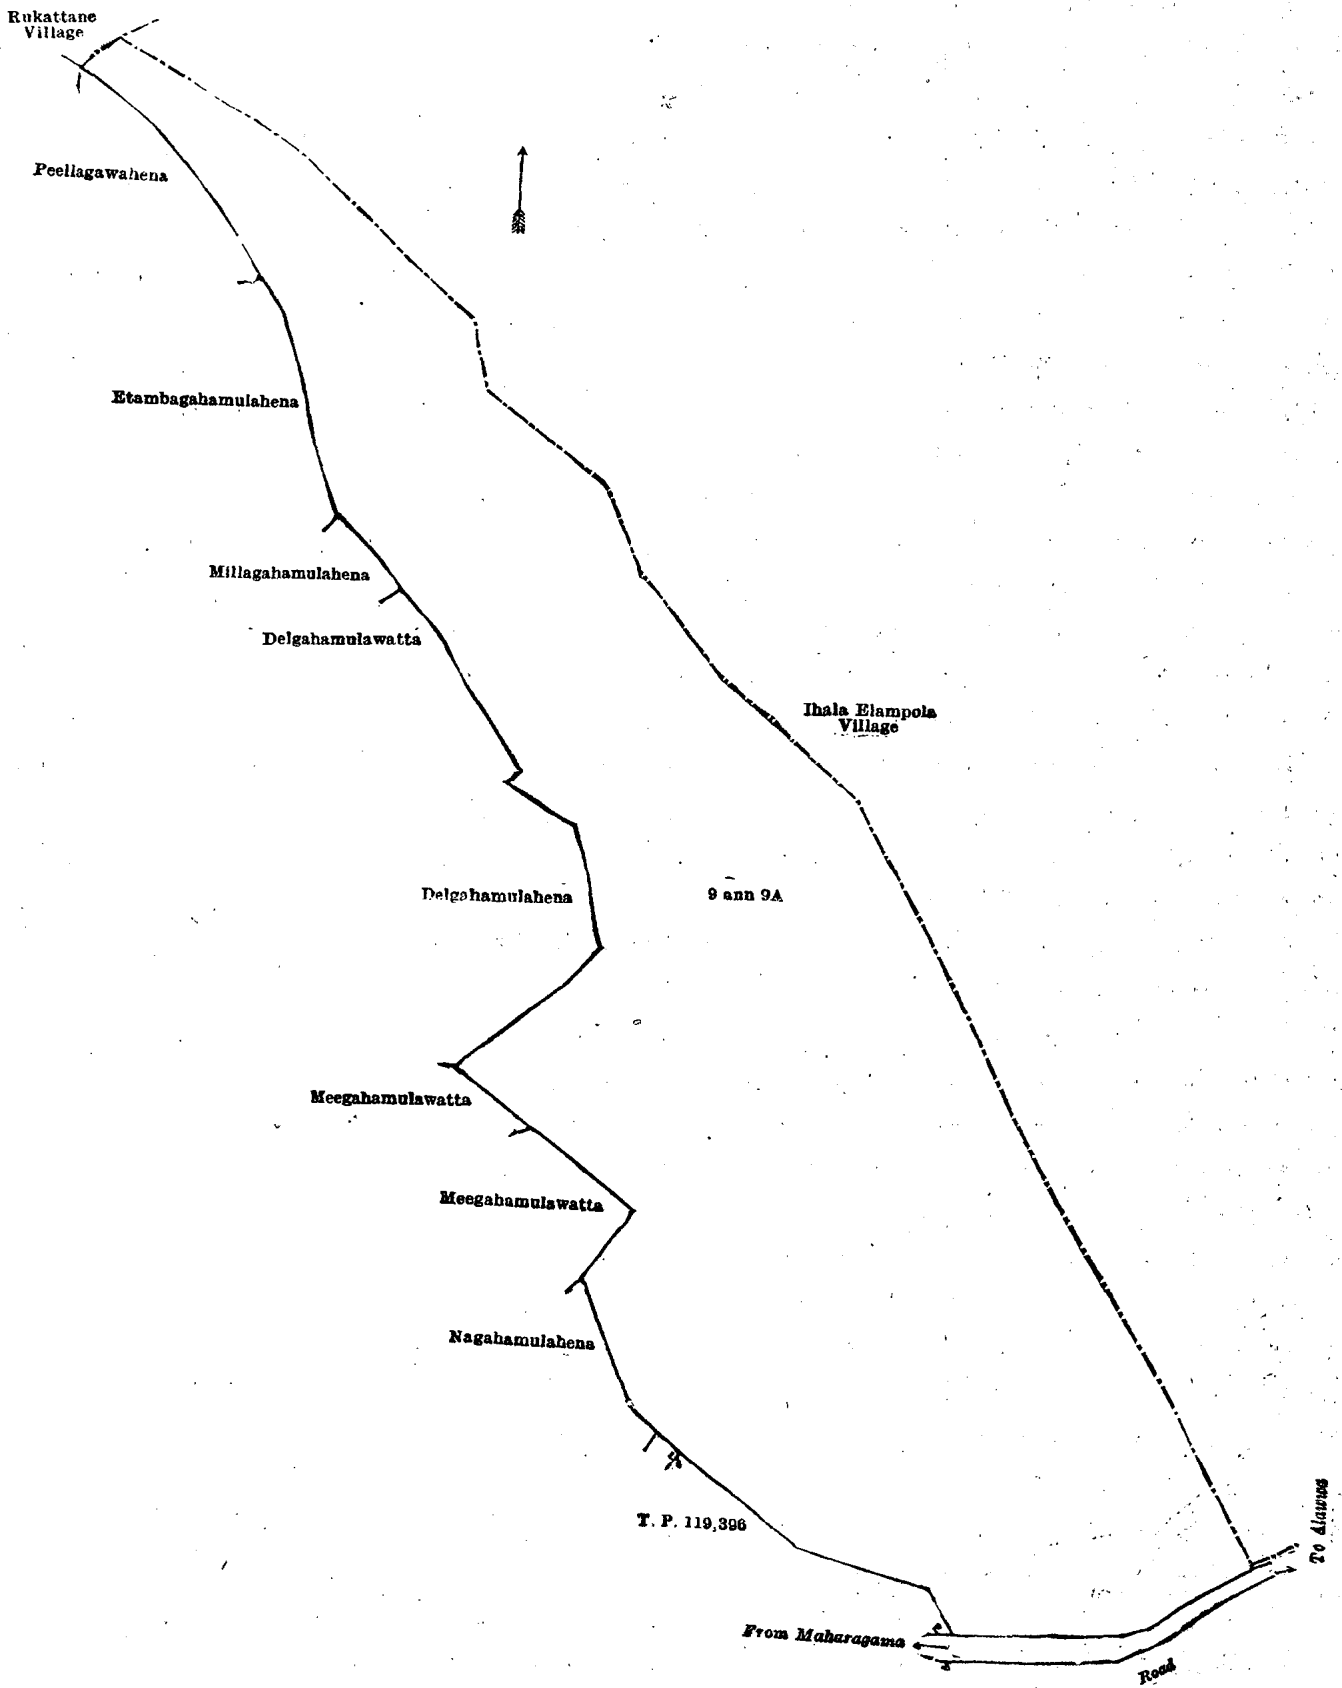 Rukattane
Village
Peellagawahena
Etambagahamulahena
Millagahamulahena
Delgahamulawatta
Ihala Elampola
Village
Delgahamulahena
9 ann 9A
Meegahamulawatta
Meegahamulawatta
Nagahamulahena
T. P. 119,396
To Alawwa
From Maharagama
Road